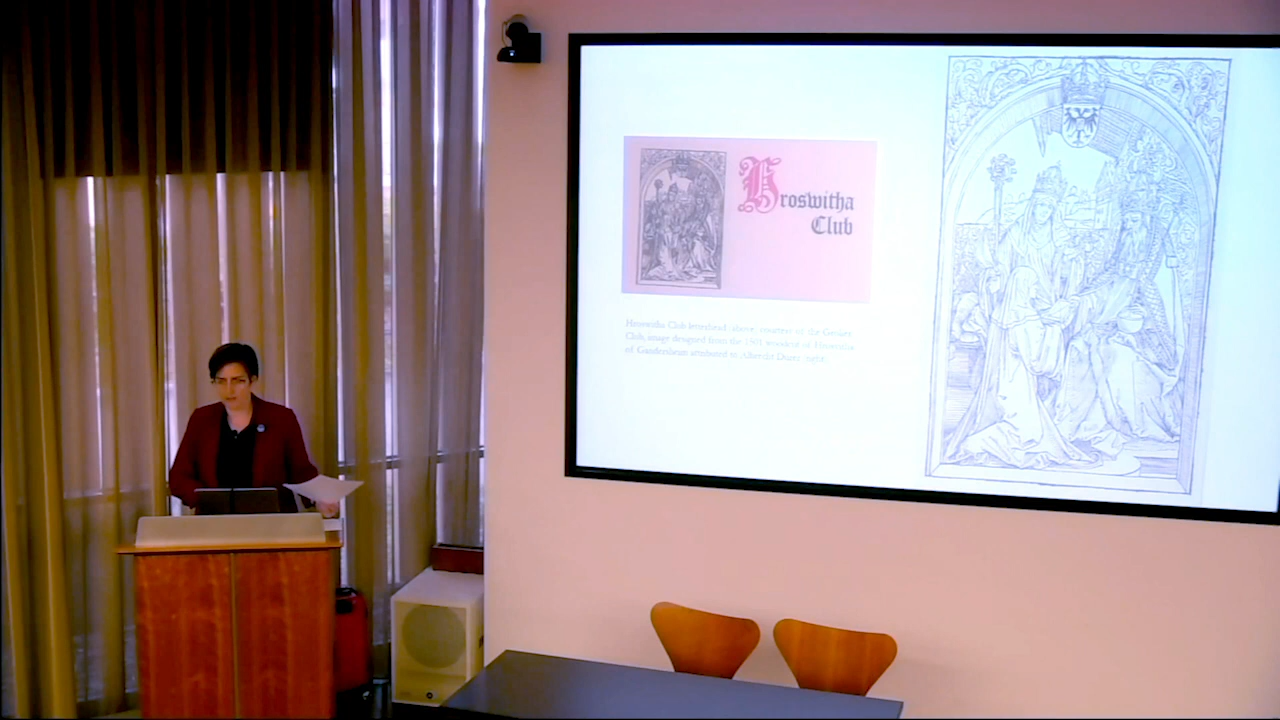 Hroswitha
Club
Hroswitha Club letterhead, above, courtesy of the Grolier
Club; image designed from the 1501 woodcut of Hroswitha
of Gandersheim attributed to Albrecht Dürer, right.